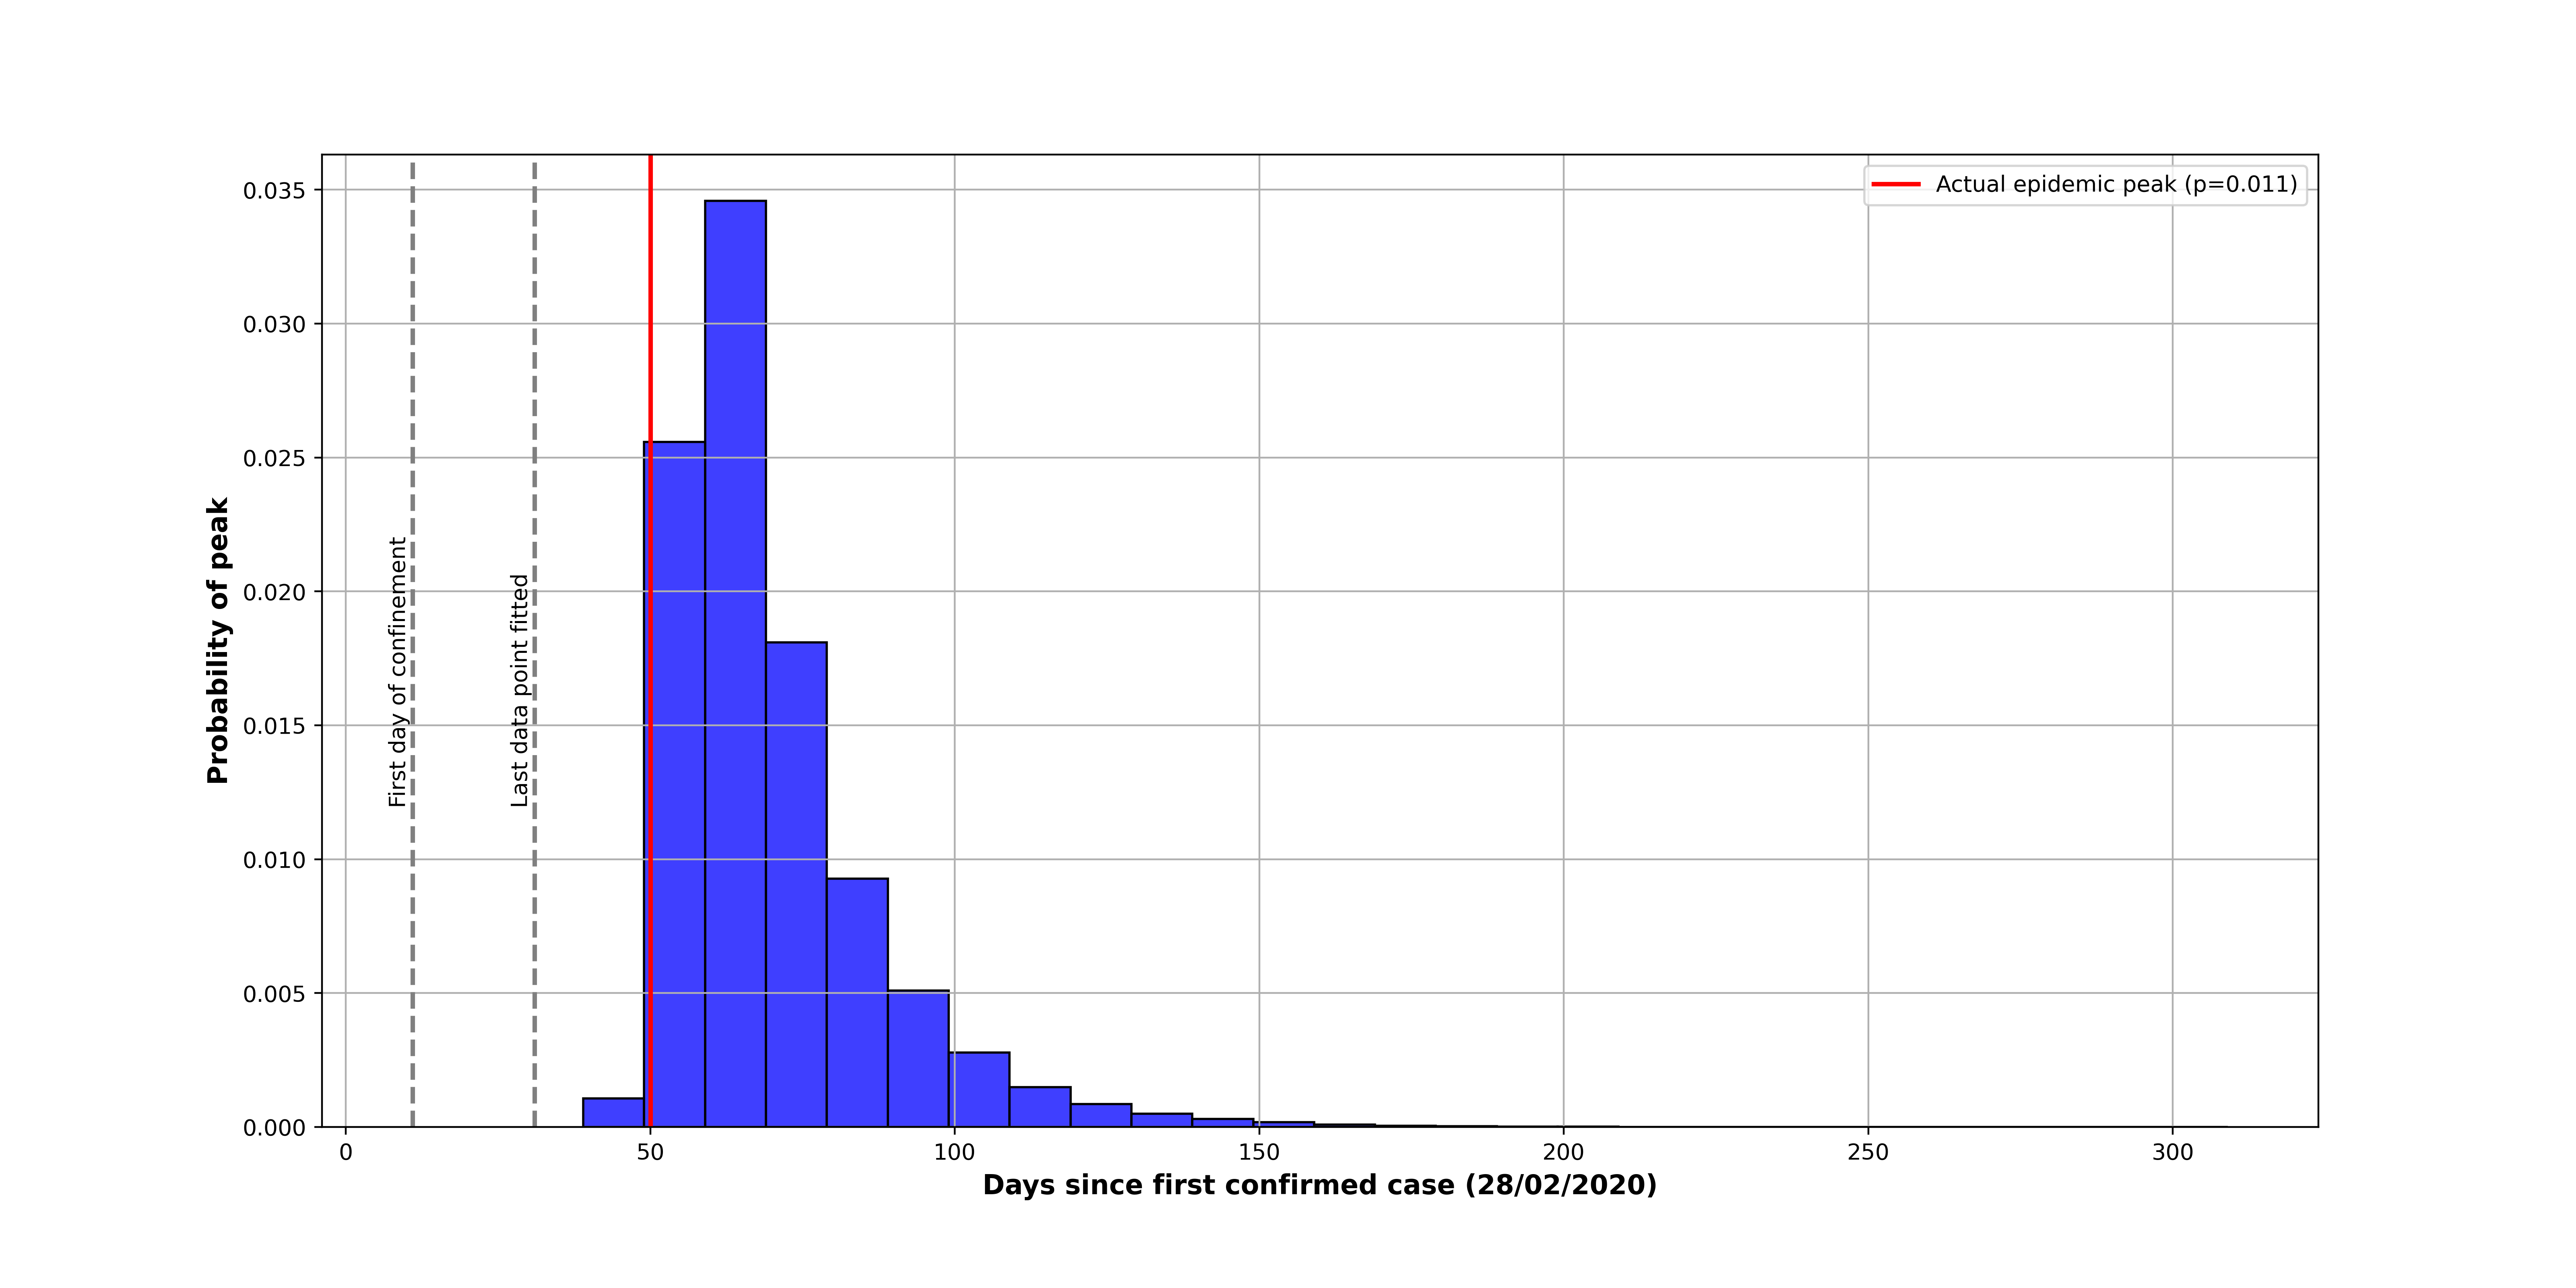 Actual epidemic peak (p=0.011)
0.035
0.030
0.025
0.020
0.015
0.010
0.005
0.000
Probability of peak
First day of confinement
Last data point fitted
0 50 100 150 200 250 300
Days since first confirmed case (28/02/2020)